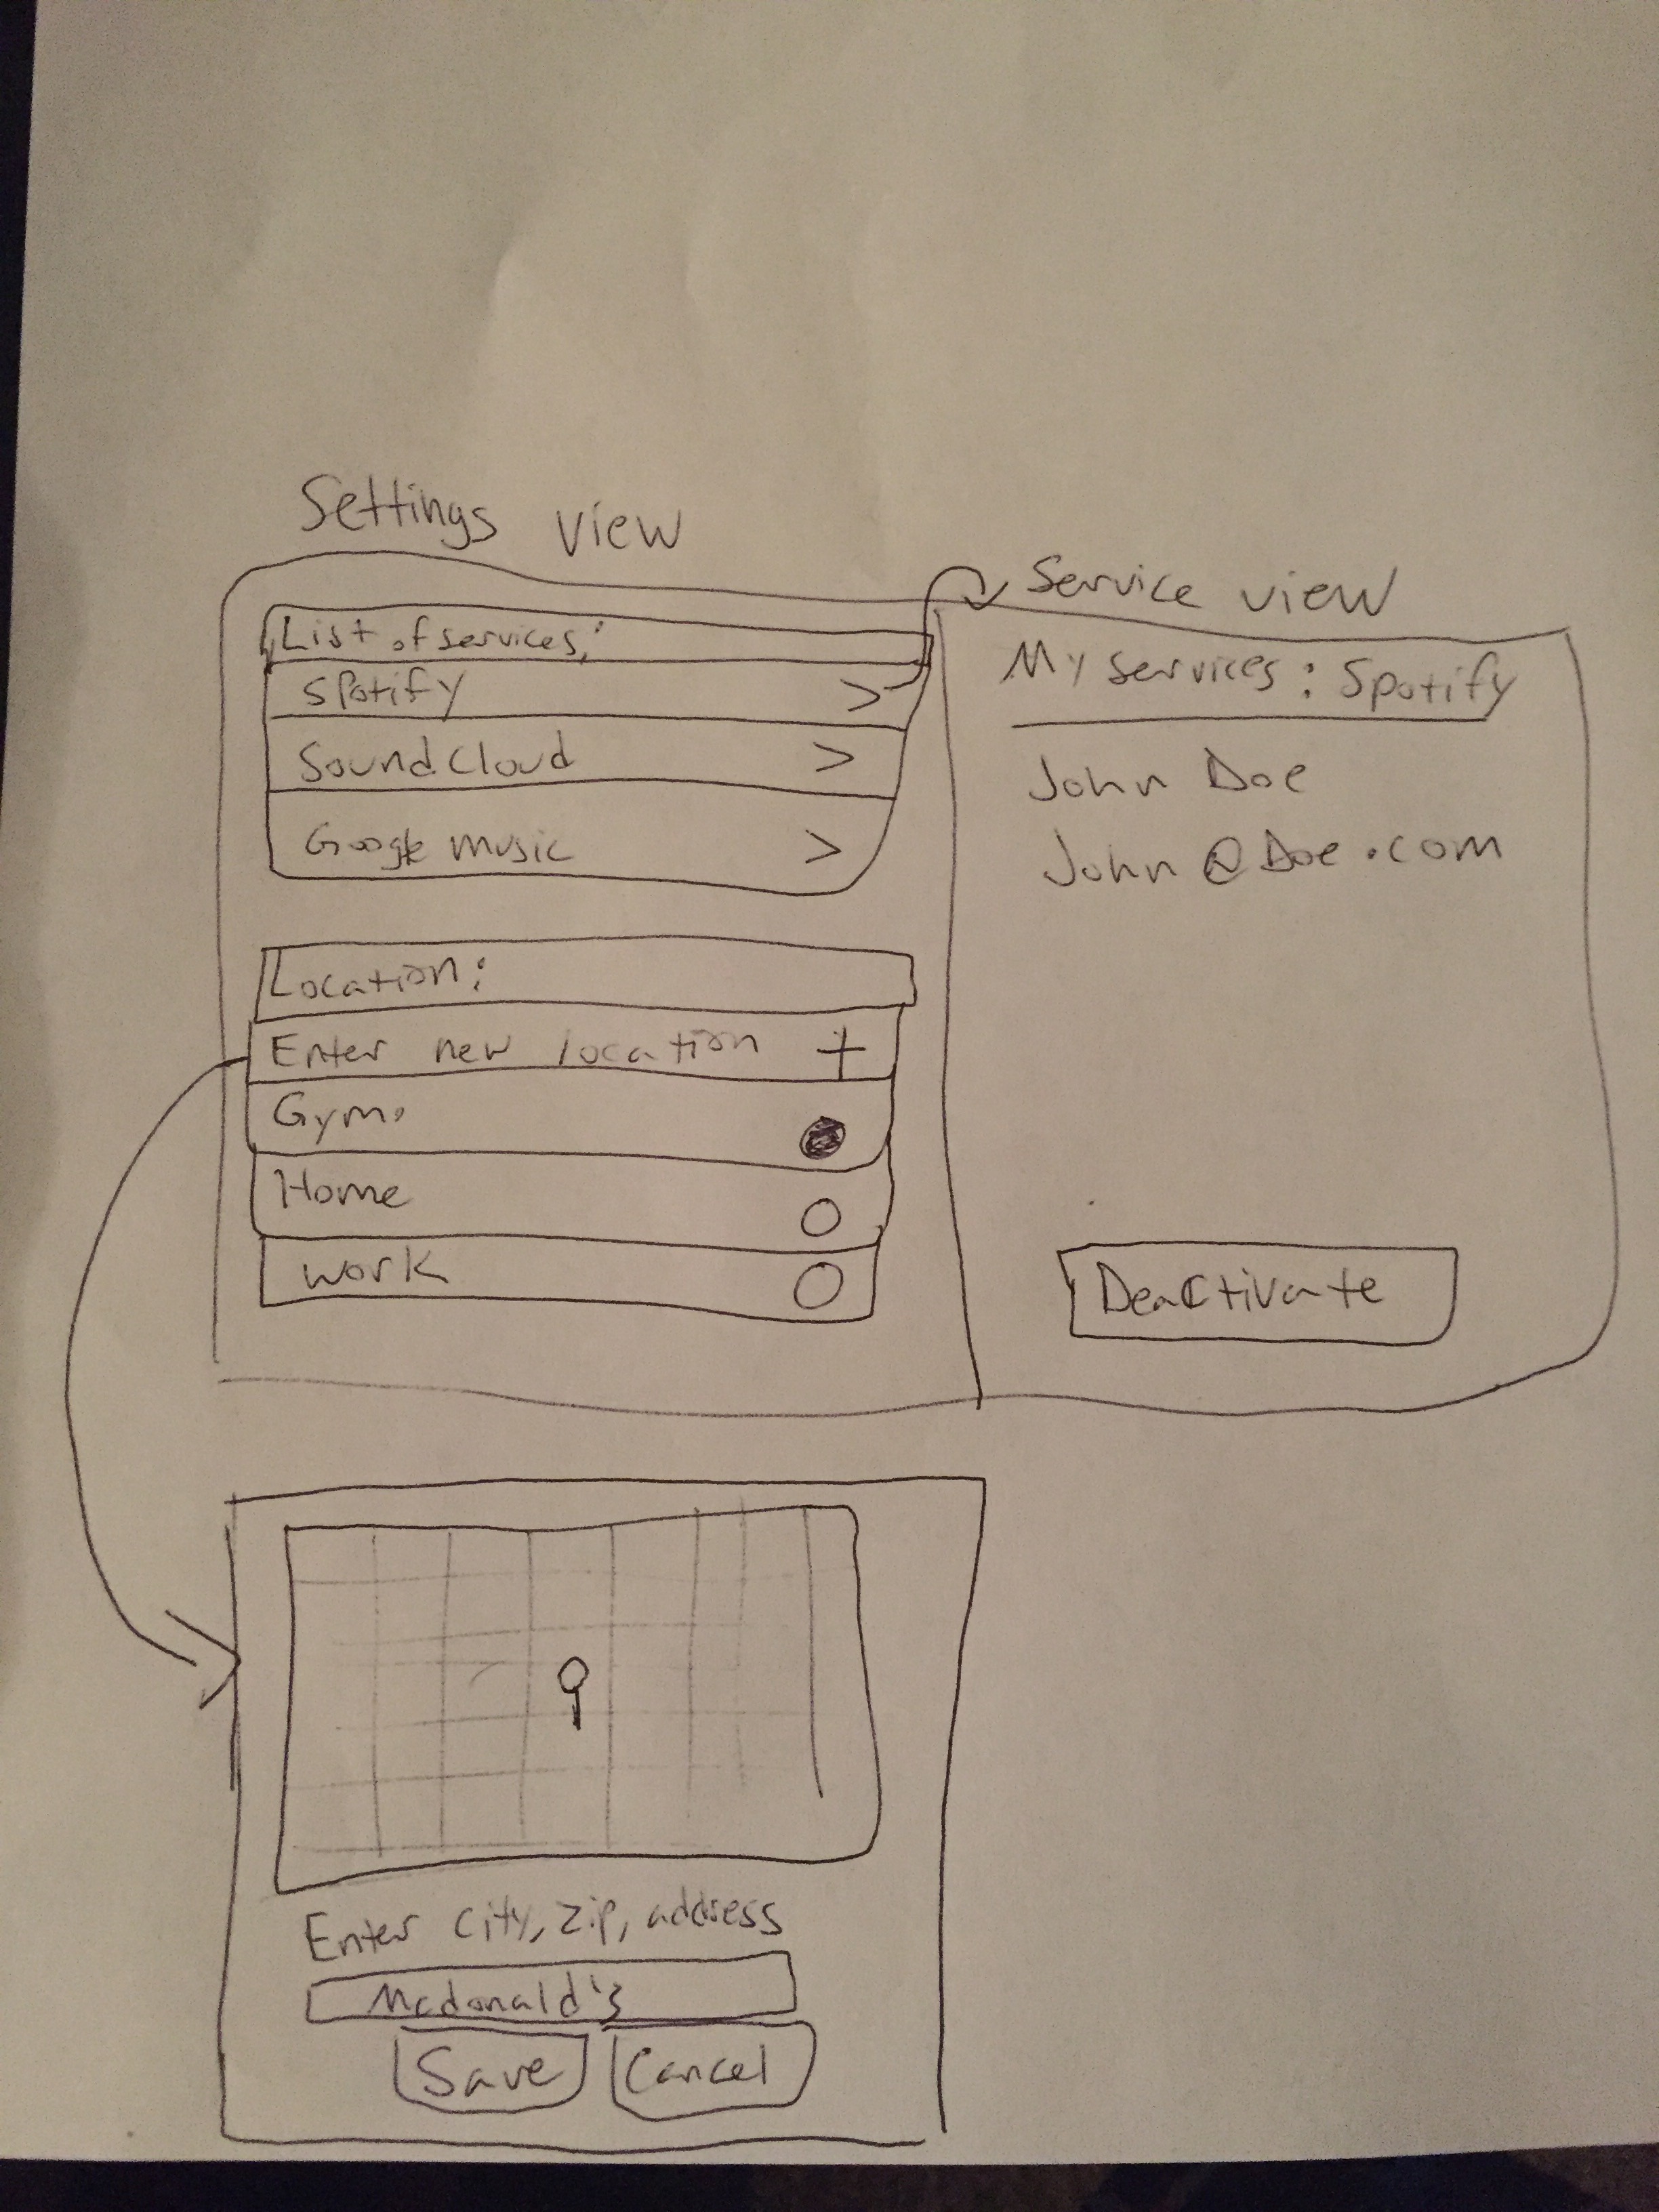 Settings view
List of services:
Spotify >
Soundcloud >
Google music >
Location:
Enter new location +
Gym
Home
work
Service view
My services: Spotify
John Doe
John@Doe.com
Deactivate
Enter city, zip, address
Mcdonald's
Save
Cancel